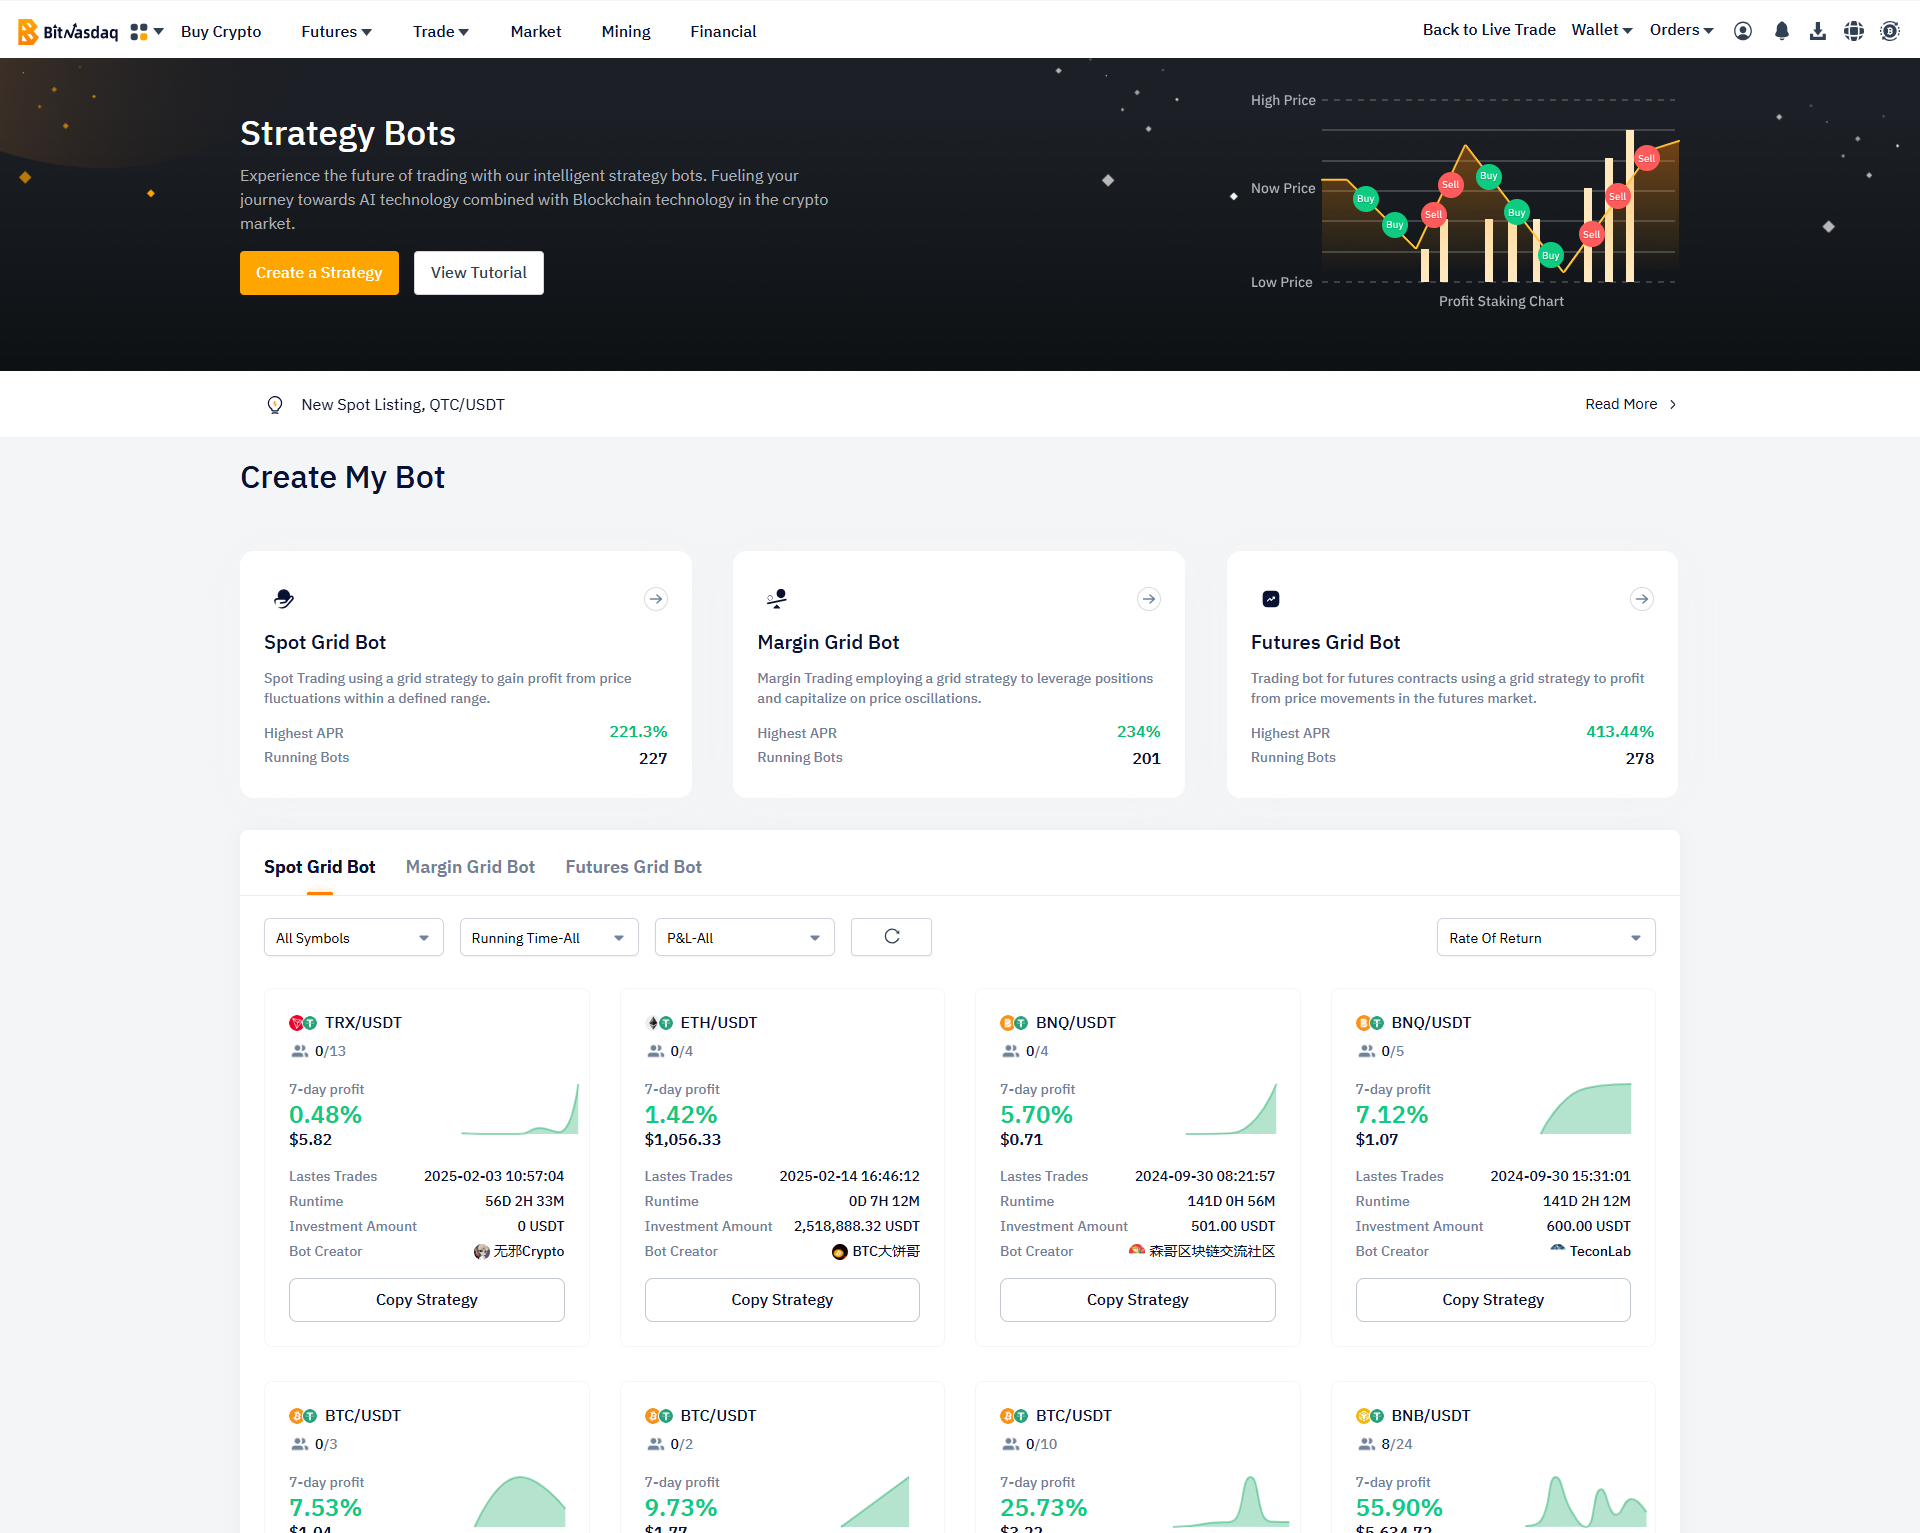 BitNasdaq Buy Crypto Futures Trade Market Mining Financial Back to Live Trade Wallet Orders
Strategy Bots
Experience the future of trading with our intelligent strategy bots. Fueling your
journey towards AI technology combined with Blockchain technology in the crypto
market.
Create a Strategy View Tutorial
High Price
Now Price
Low Price
Buy
Buy
Sell
Sell
Buy
Buy
Buy
Sell
Sell
Sell
Profit Staking Chart
New Spot Listing, QTC/USDT Read More
Create My Bot
Spot Grid Bot
Spot Trading using a grid strategy to gain profit from price
fluctuations within a defined range.
Highest APR 221.3%
Running Bots 227
Margin Grid Bot
Margin Trading employing a grid strategy to leverage positions
and capitalize on price oscillations.
Highest APR 234%
Running Bots 201
Futures Grid Bot
Trading bot for futures contracts using a grid strategy to profit
from price movements in the futures market.
Highest APR 413.44%
Running Bots 278
Spot Grid Bot Margin Grid Bot Futures Grid Bot
All Symbols Running Time-All P&L-All Rate Of Return
TRX/USDT
0/13
7-day profit
0.48%
$5.82
Lastes Trades 2025-02-03 10:57:04
Runtime 56D 2H 33M
Investment Amount 0 USDT
Bot Creator 无邪Crypto
Copy Strategy
ETH/USDT
0/4
7-day profit
1.42%
$1,056.33
Lastes Trades 2025-02-14 16:46:12
Runtime 0D 7H 12M
Investment Amount 2,518,888.32 USDT
Bot Creator BTC大饼哥
Copy Strategy
BNQ/USDT
0/4
7-day profit
5.70%
$0.71
Lastes Trades 2024-09-30 08:21:57
Runtime 141D 0H 56M
Investment Amount 501.00 USDT
Bot Creator 森哥区块链交流社区
Copy Strategy
BNQ/USDT
0/5
7-day profit
7.12%
$1.07
Lastes Trades 2024-09-30 15:31:01
Runtime 141D 2H 12M
Investment Amount 600.00 USDT
Bot Creator TeconLab
Copy Strategy
BTC/USDT
0/3
7-day profit
7.53%
$1.04
BTC/USDT
0/2
7-day profit
9.73%
$1.77
BTC/USDT
0/10
7-day profit
25.73%
$3.22
BNB/USDT
8/24
7-day profit
55.90%
$5,634.72